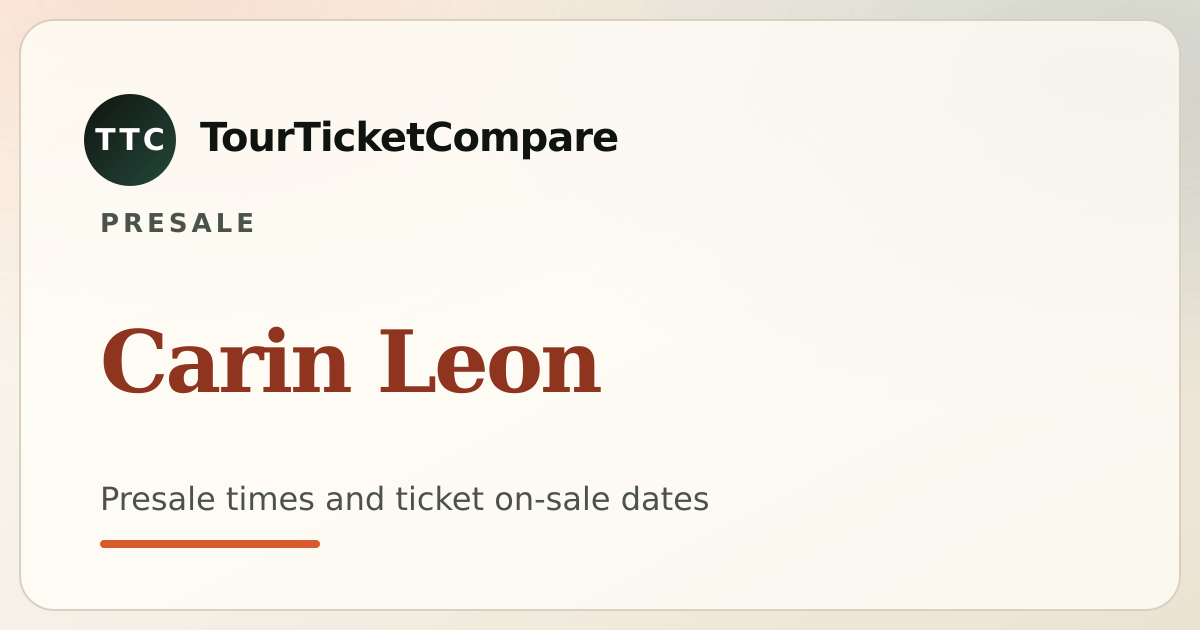 TTC TourTicketCompare
PRESALE
Carin Leon
Presale times and ticket on-sale dates